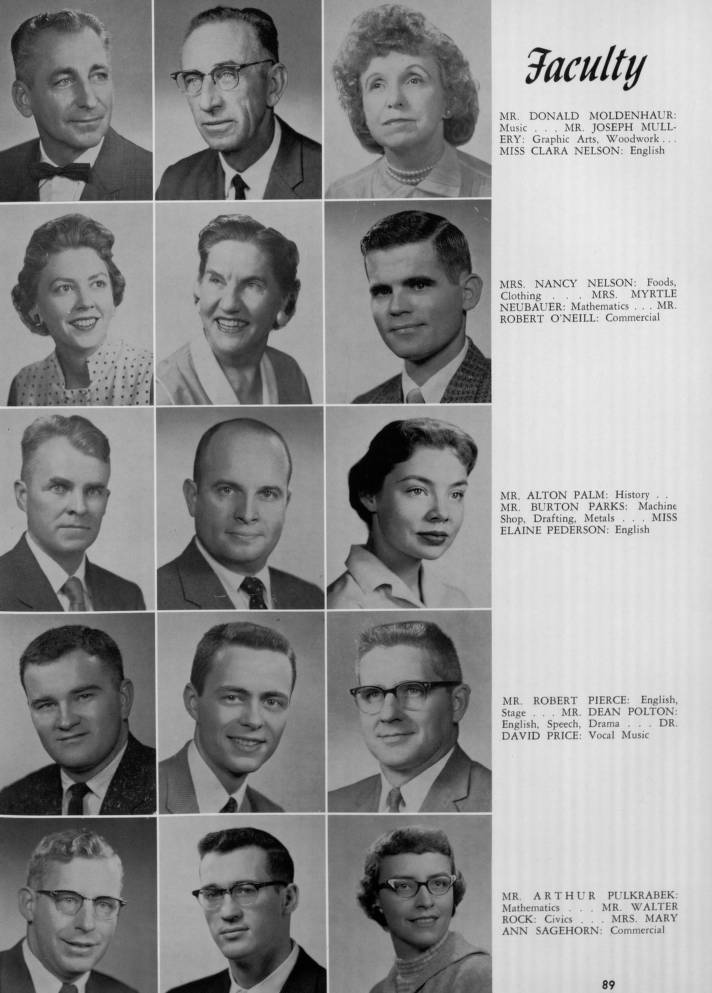 Faculty
MR. DONALD MOLDENHAUR:
Music . . . MR. JOSEPH MULL-
ERY: Graphic Arts, Woodwork . . .
MISS CLARA NELSON: English
MRS. NANCY NELSON: Foods,
Clothing . . . MRS. MYRTLE
NEUBAUER: Mathematics . . . MR.
ROBERT O'NEILL: Commercial
MR. ALTON PALM: History . .
MR. BURTON PARKS: Machine
Shop, Drafting, Metals . . . MISS
ELAINE PEDERSON: English
MR. ROBERT PIERCE: English,
Stage . . . MR. DEAN POLTON:
English, Speech, Drama . . . DR.
DAVID PRICE: Vocal Music
MR. ARTHUR PULKRABEK:
Mathematics . . . MR. WALTER
ROCK: Civics . . . MRS. MARY
ANN SAGEHORN: Commercial
89